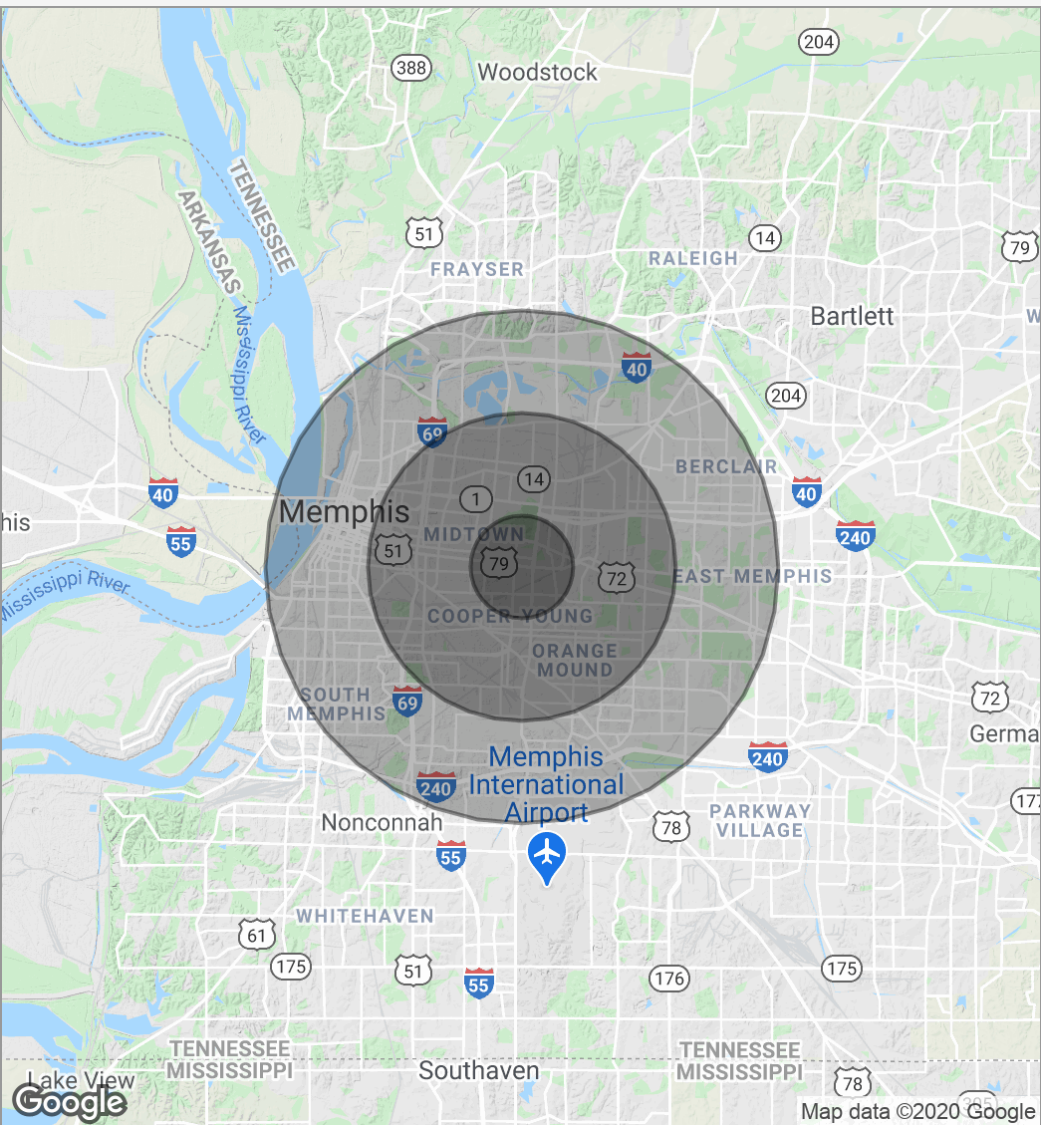 204
388
Woodstock
TENNESSEE
ARKANSAS
51
14
79
FRAYSER
RALEIGH
Mississippi River
Bartlett
W
40
204
69
BERCLAIR
40
14
40
1
Memphis
his
MIDTOWN
240
55
51
79
72
EAST MEMPHIS
Mississippi River
COOPER-YOUNG
ORANGE
MOUND
SOUTH
MEMPHIS
69
72
Germa
Memphis
International
Airport
240
240
177
Nonconnah
78
PARKWAY
VILLAGE
55
WHITEHAVEN
61
175
51
55
176
175
TENNESSEE
MISSISSIPPI
TENNESSEE
MISSISSIPPI
Southaven
Lake View
78
305
Google
Map data ©2020 Google